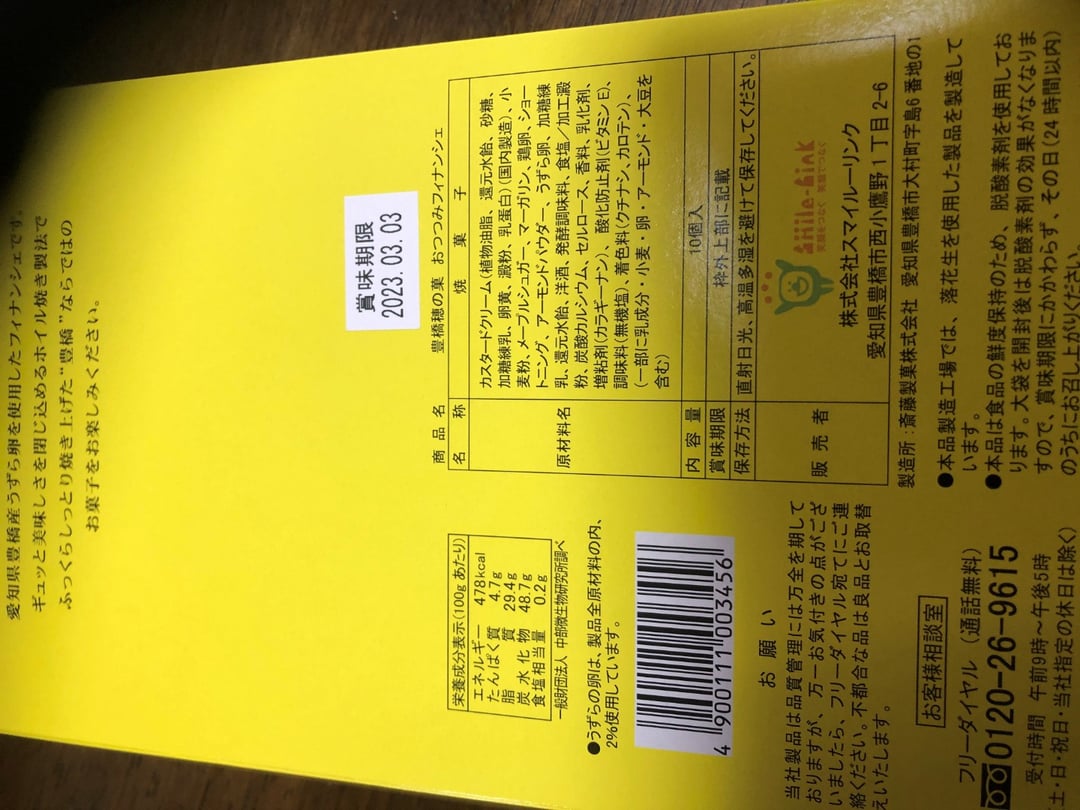 愛知県豊橋産うずら卵を使用したフィナンシェです。
ギュッと美味しさを閉じ込めるホイル焼き製法で
ふっくらしっとり焼き上げた"豊橋"ならではの
お菓子をお楽しみください。
賞味期限
2023.03.03
商品名 豊橋穂の菓 おつつみフィナンシェ
名称 焼菓子
原材料名
カスタードクリーム(植物油脂、還元水飴、砂糖、
加糖練乳、卵黄、澱粉、乳蛋白)(国内製造)、小
麦粉、メープルシュガー、マーガリン、鶏卵、ショー
トニング、アーモンドパウダー、うずら卵、加糖練
乳、還元水飴、洋酒、発酵調味料、食塩/加工澱
粉、炭酸カルシウム、セルロース、香料、乳化剤、
増粘剤(カラギーナン)、酸化防止剤(ビタミンE)、
調味料(無機塩)、着色料(クチナシ、カロテン)、
(一部に乳成分・小麦・卵・アーモンド・大豆を
含む)
内容量 10個入
賞味期限 枠外上部に記載
保存方法 直射日光、高温多湿を避けて保存してください。
販売者
smile-link
笑顔をつなぐ 笑顔でつなぐ
株式会社スマイルーリンク
愛知県豊橋市西小鷹野1丁目2-6
製造所:斎藤製菓株式会社 愛知県豊橋市大村町字高島6番地の1
●本品製造工場では、落花生を使用した製品を製造して
います。
●本品は食品の鮮度保持のため、脱酸素剤を使用してお
ります。大袋を開封後は脱酸素剤の効果がなくなりま
すので、賞味期限にかかわらず、その日(24時間以内)
のうちにお召し上がりください。
栄養成分表示(100gあたり)
エネルギー 478kcal
たんぱく質 4.7g
脂質 29.4g
炭水化物 48.7g
食塩相当量 0.2g
一般財団法人 中部微生物研究所調べ
●うずらの卵は、製品全原材料の内、
2%使用しています。
4 900111 003456
お願い
当社製品は品質管理には万全を期して
おりますが、万一お気付きの点がござ
いましたら、フリーダイヤル宛てにご連
絡ください。不都合な品は良品とお取替
えいたします。
お客様相談室
フリーダイヤル(通話無料)
0120-26-9615
受付時間 午前9時~午後5時
土・日・祝日・当社指定の休日は除く)